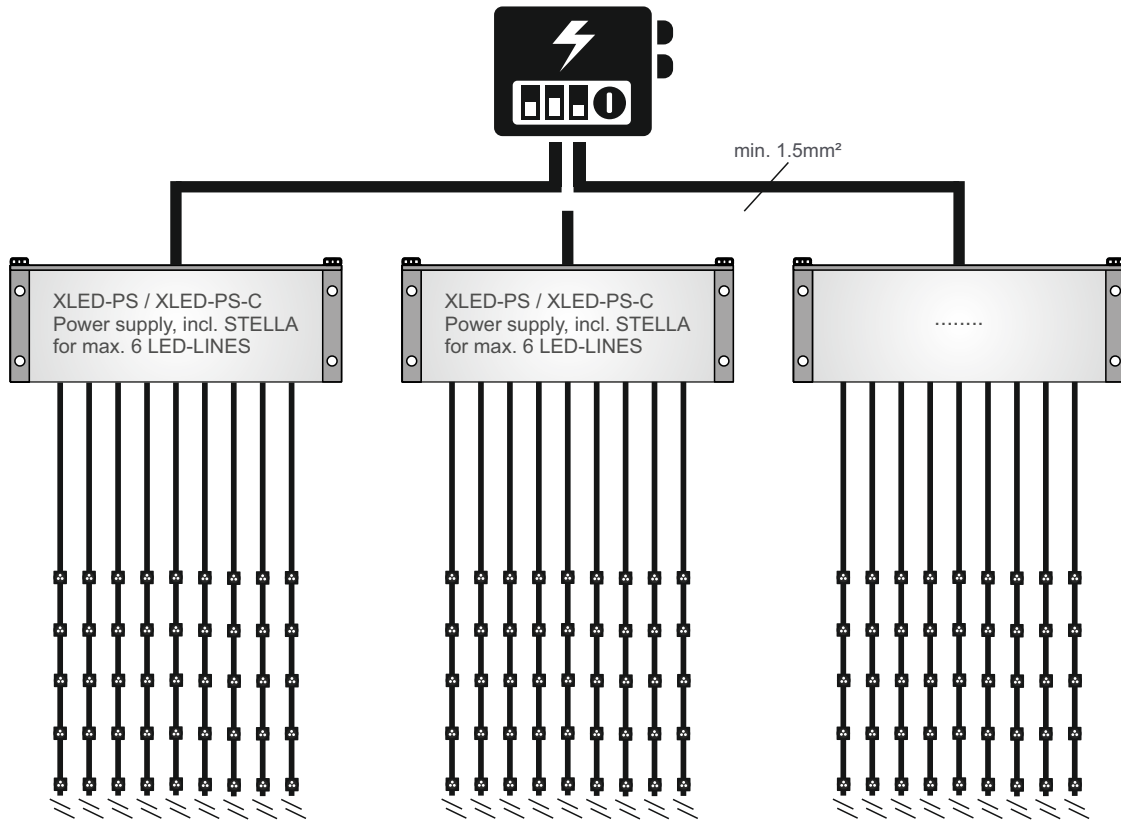 min. 1.5mm²
XLED-PS / XLED-PS-C
Power supply, incl. STELLA
for max. 6 LED-LINES
XLED-PS / XLED-PS-C
Power supply, incl. STELLA
for max. 6 LED-LINES
........